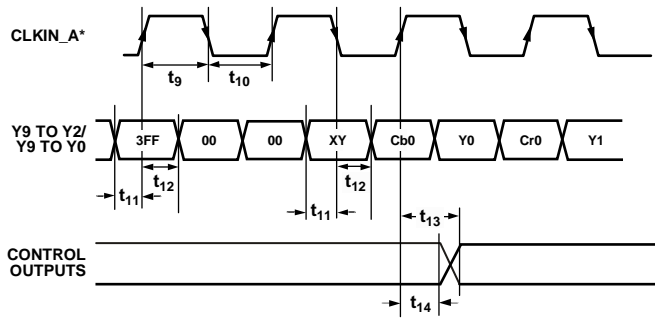 CLKIN_A*
t9
t10
Y9 TO Y2/
Y9 TO Y0
3FF
00
00
XY
Cb0
Y0
Cr0
Y1
t11
t12
t11
t12
t13
CONTROL
OUTPUTS
t14